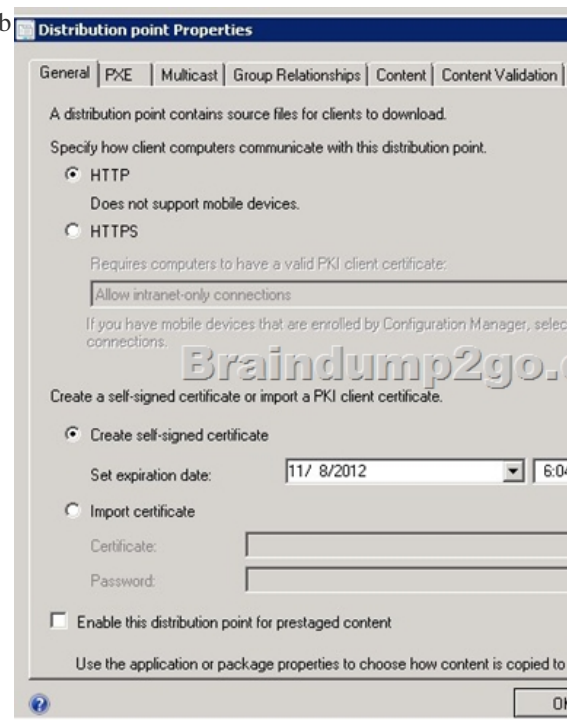 b
Distribution point Properties
General PXE Multicast Group Relationships Content Content Validation
A distribution point contains source files for clients to download.
Specify how client computers communicate with this distribution point.
HTTP
Does not support mobile devices.
HTTPS
Requires computers to have a valid PKI client certificate:
Allow intranet-only connections
If you have mobile devices that are enrolled by Configuration Manager, selec
connections.
Braindump2go.
Create a self-signed certificate or import a PKI client certificate.
Create self-signed certificate
Set expiration date: 11/ 8/2012 6:04
Import certificate
Certificate:
Password:
Enable this distribution point for prestaged content
Use the application or package properties to choose how content is copied to
?